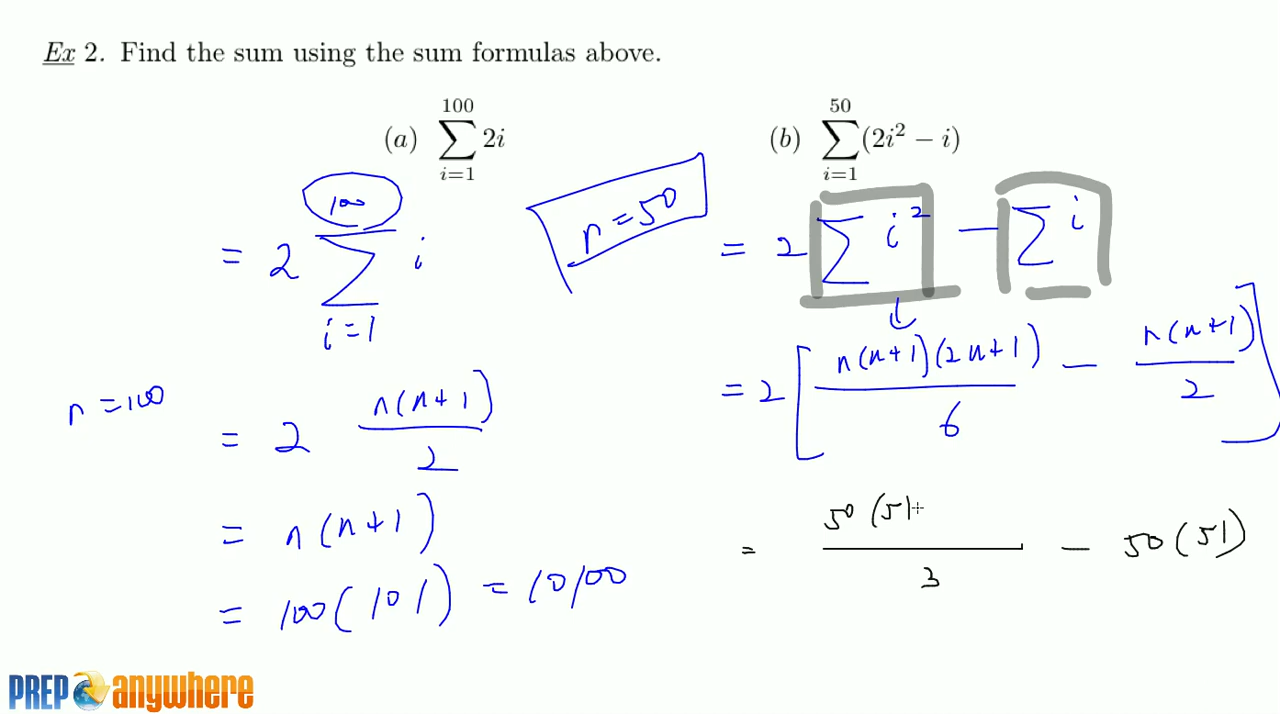 Ex 2. Find the sum using the sum formulas above.
(a) ∑_{i=1}^{100} 2i
(b) ∑_{i=1}^{50} (2i² − i)
= 2 ∑_{i=1}^{100} i
n = 50
= 2 ∑ i² − ∑ i
n = 100
= 2 n(n+1)/2
= 2 [ n(n+1)(2n+1)/6 − n(n+1)/2 ]
= n(n+1)
= 50(51)/3 − 50(51)
= 100(101) = 10100
PREP anywhere